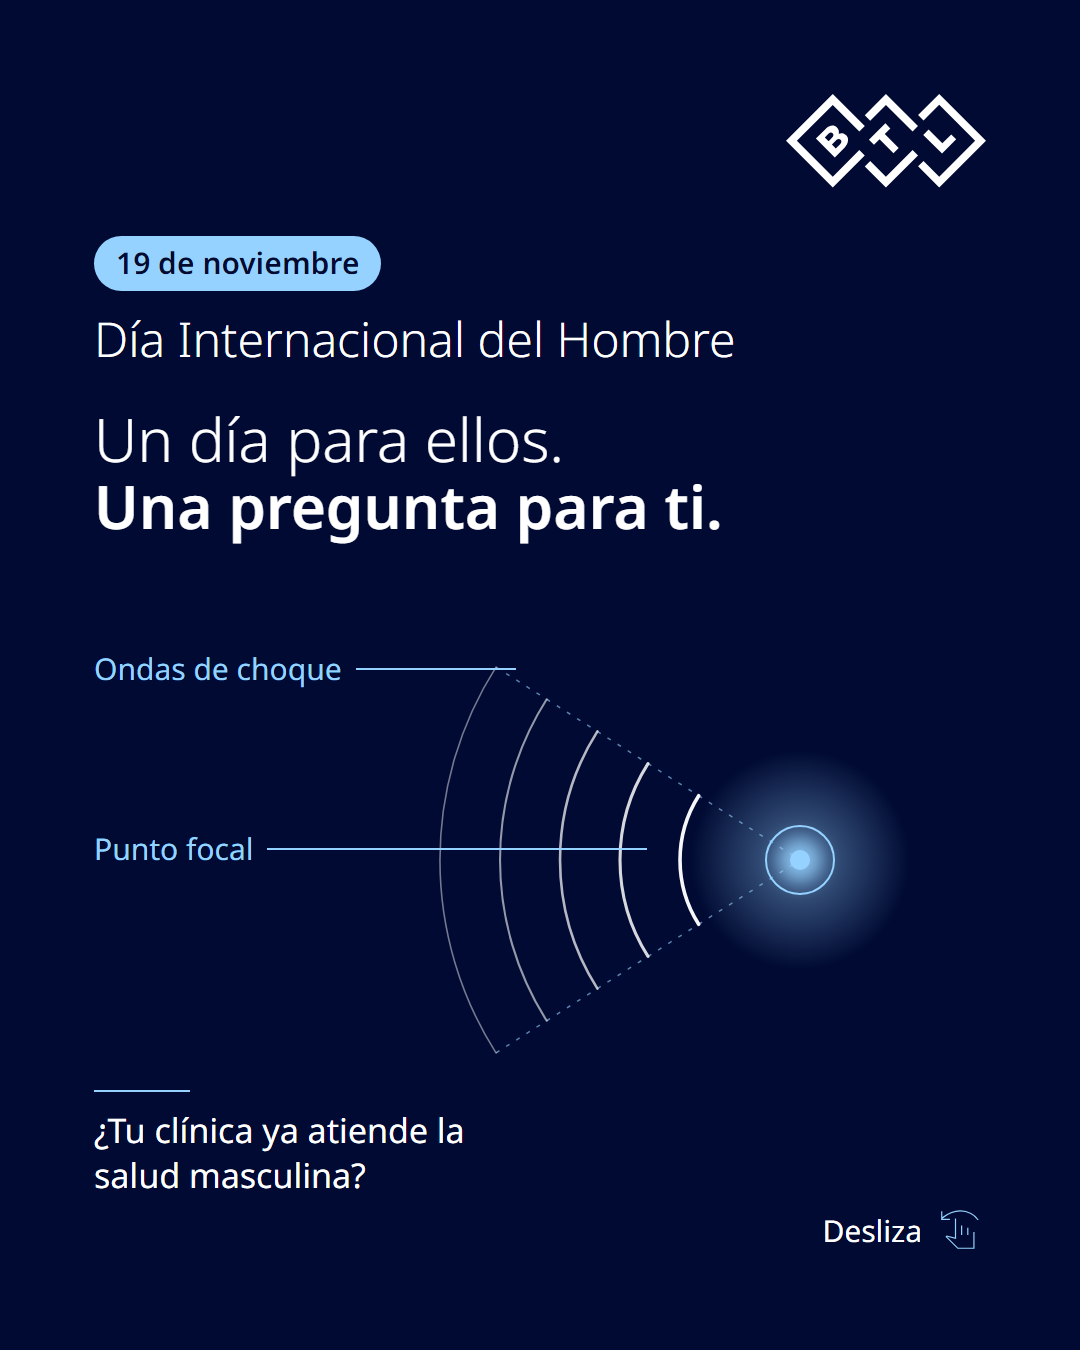 BTL
19 de noviembre
Día Internacional del Hombre
Un día para ellos.
Una pregunta para ti.
Ondas de choque
Punto focal
¿Tu clínica ya atiende la
salud masculina?
Desliza